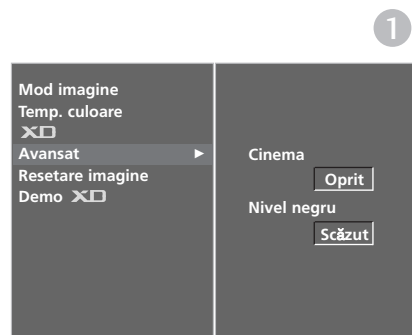 1
Mod imagine
Temp. culoare
XD
Avansat ►
Resetare imagine
Demo XD
Cinema
Oprit
Nivel negru
Scăzut